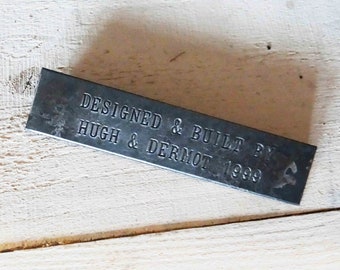 DESIGNED & BUILT BY
HUGH & DERMOT, 1999